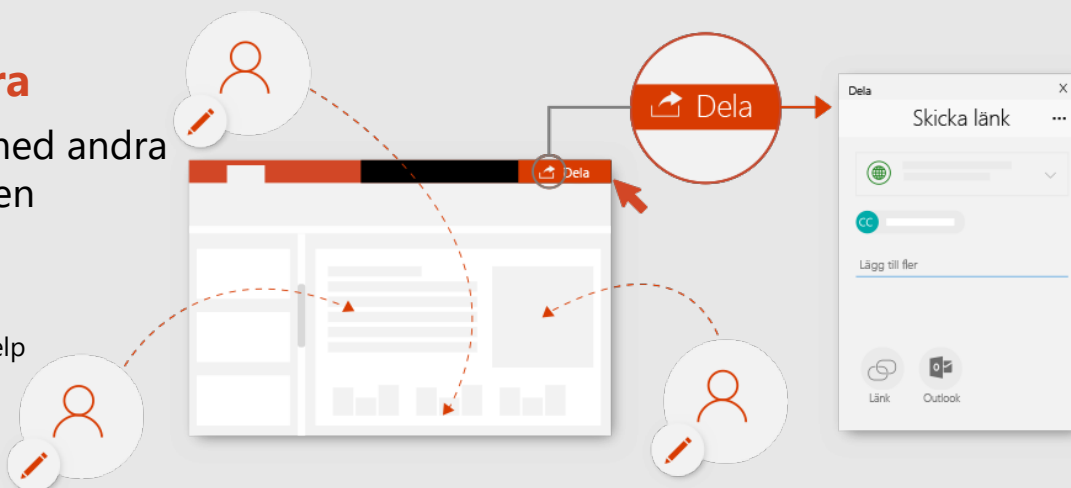 ra
med andra
en
elp
Dela
Dela
Dela
X
Skicka länk
...
CC
Lägg till fler
Länk
Outlook